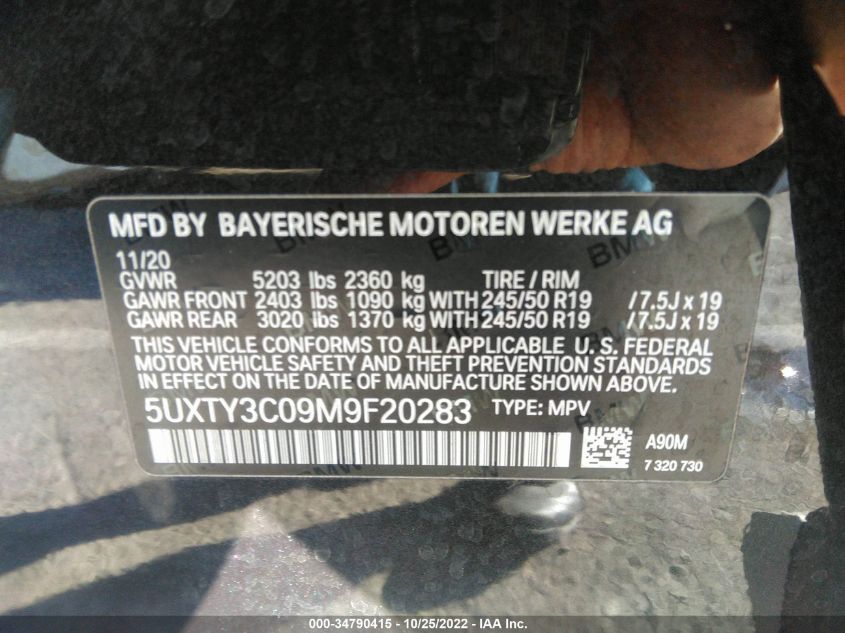 MFD BY BAYERISCHE MOTOREN WERKE AG
11/20
GVWR 5203 lbs 2360 kg TIRE / RIM
GAWR FRONT 2403 lbs 1090 kg WITH 245/50 R19 / 7.5J x 19
GAWR REAR 3020 lbs 1370 kg WITH 245/50 R19 / 7.5J x 19
THIS VEHICLE CONFORMS TO ALL APPLICABLE U. S. FEDERAL
MOTOR VEHICLE SAFETY AND THEFT PREVENTION STANDARDS
IN EFFECT ON THE DATE OF MANUFACTURE SHOWN ABOVE.
5UXTY3C09M9F20283 TYPE: MPV
A90M
7 320 730
000-34790415 - 10/25/2022 - IAA Inc.